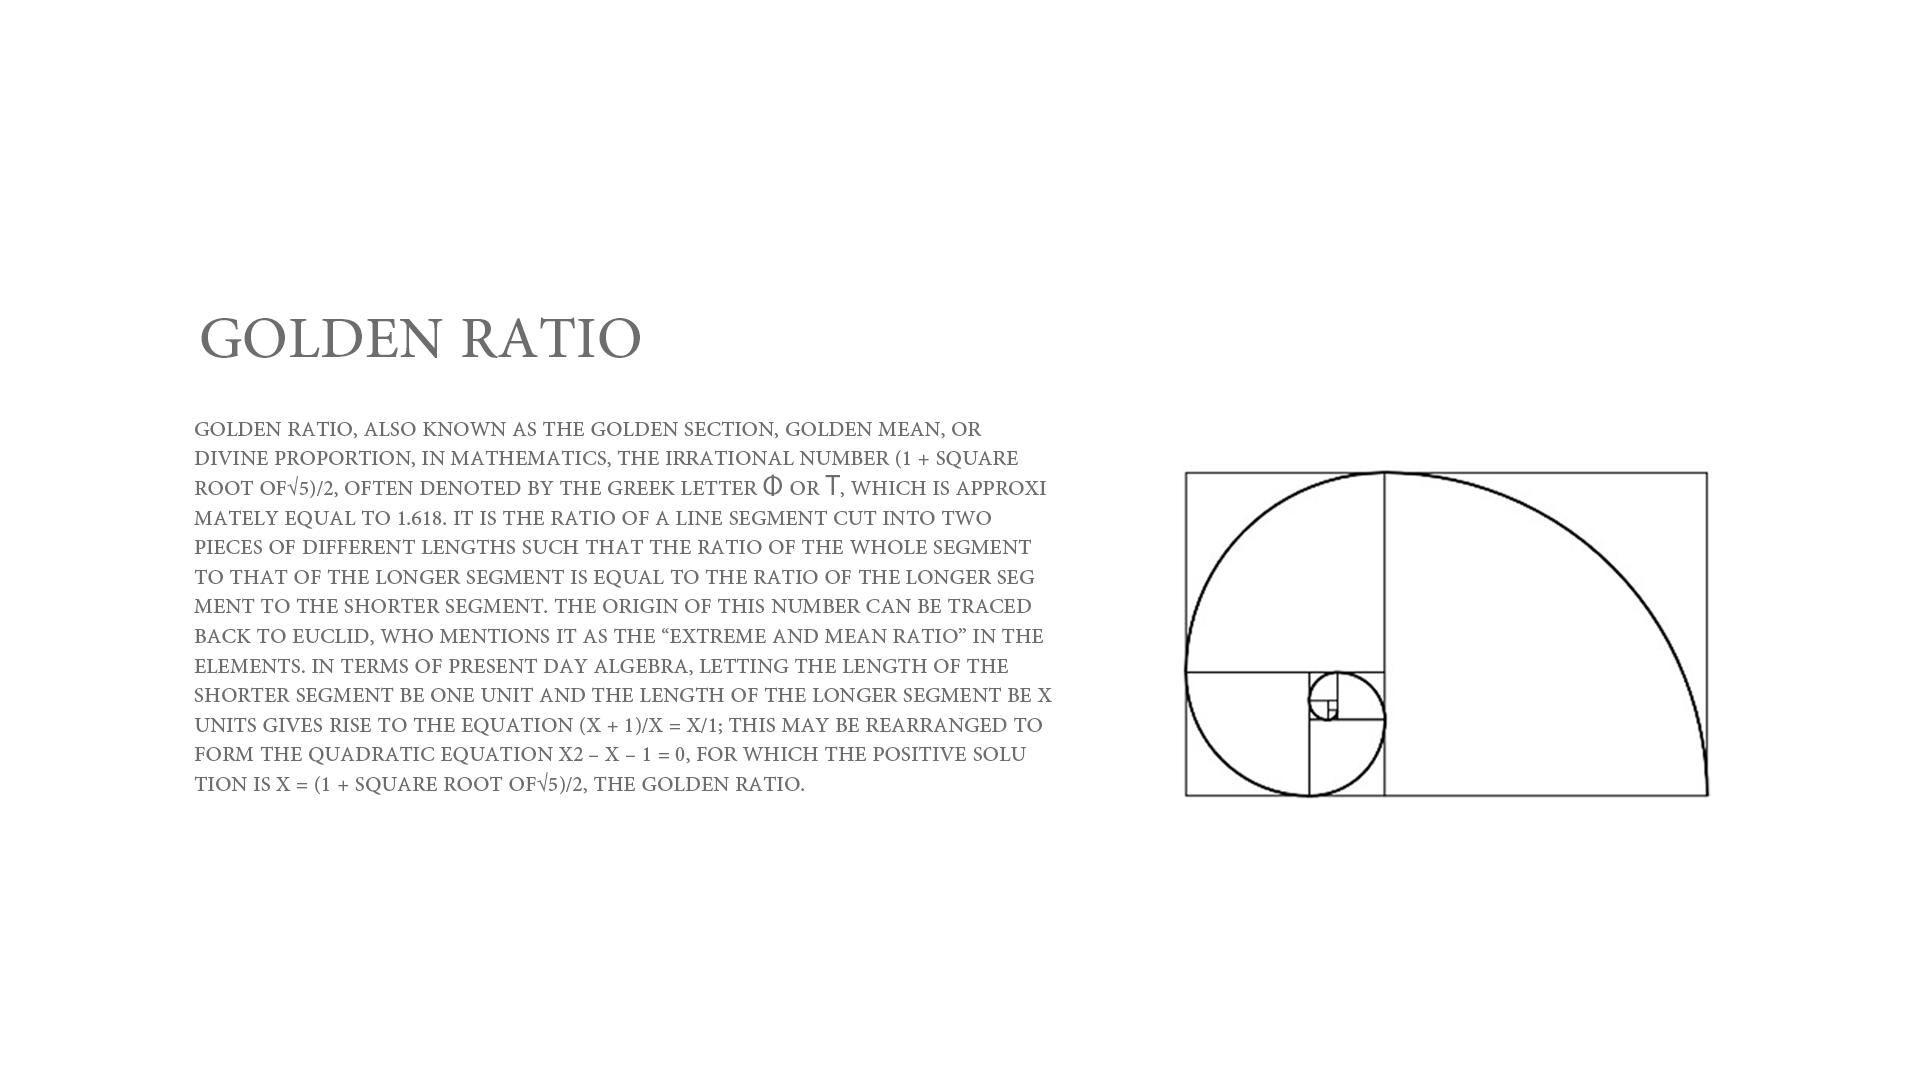 GOLDEN RATIO
GOLDEN RATIO, ALSO KNOWN AS THE GOLDEN SECTION, GOLDEN MEAN, OR
DIVINE PROPORTION, IN MATHEMATICS, THE IRRATIONAL NUMBER (1 + SQUARE
ROOT OF√5)/2, OFTEN DENOTED BY THE GREEK LETTER Φ OR Τ, WHICH IS APPROXI
MATELY EQUAL TO 1.618. IT IS THE RATIO OF A LINE SEGMENT CUT INTO TWO
PIECES OF DIFFERENT LENGTHS SUCH THAT THE RATIO OF THE WHOLE SEGMENT
TO THAT OF THE LONGER SEGMENT IS EQUAL TO THE RATIO OF THE LONGER SEG
MENT TO THE SHORTER SEGMENT. THE ORIGIN OF THIS NUMBER CAN BE TRACED
BACK TO EUCLID, WHO MENTIONS IT AS THE “EXTREME AND MEAN RATIO” IN THE
ELEMENTS. IN TERMS OF PRESENT DAY ALGEBRA, LETTING THE LENGTH OF THE
SHORTER SEGMENT BE ONE UNIT AND THE LENGTH OF THE LONGER SEGMENT BE X
UNITS GIVES RISE TO THE EQUATION (X + 1)/X = X/1; THIS MAY BE REARRANGED TO
FORM THE QUADRATIC EQUATION X2 – X – 1 = 0, FOR WHICH THE POSITIVE SOLU
TION IS X = (1 + SQUARE ROOT OF√5)/2, THE GOLDEN RATIO.